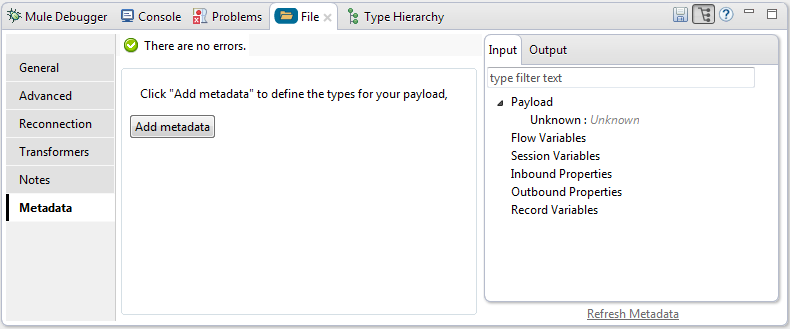 Mule Debugger Console Problems File Type Hierarchy
There are no errors.
General
Advanced
Reconnection
Transformers
Notes
Metadata
Click "Add metadata" to define the types for your payload,
Add metadata
Input Output
type filter text
Payload
Unknown : Unknown
Flow Variables
Session Variables
Inbound Properties
Outbound Properties
Record Variables
Refresh Metadata